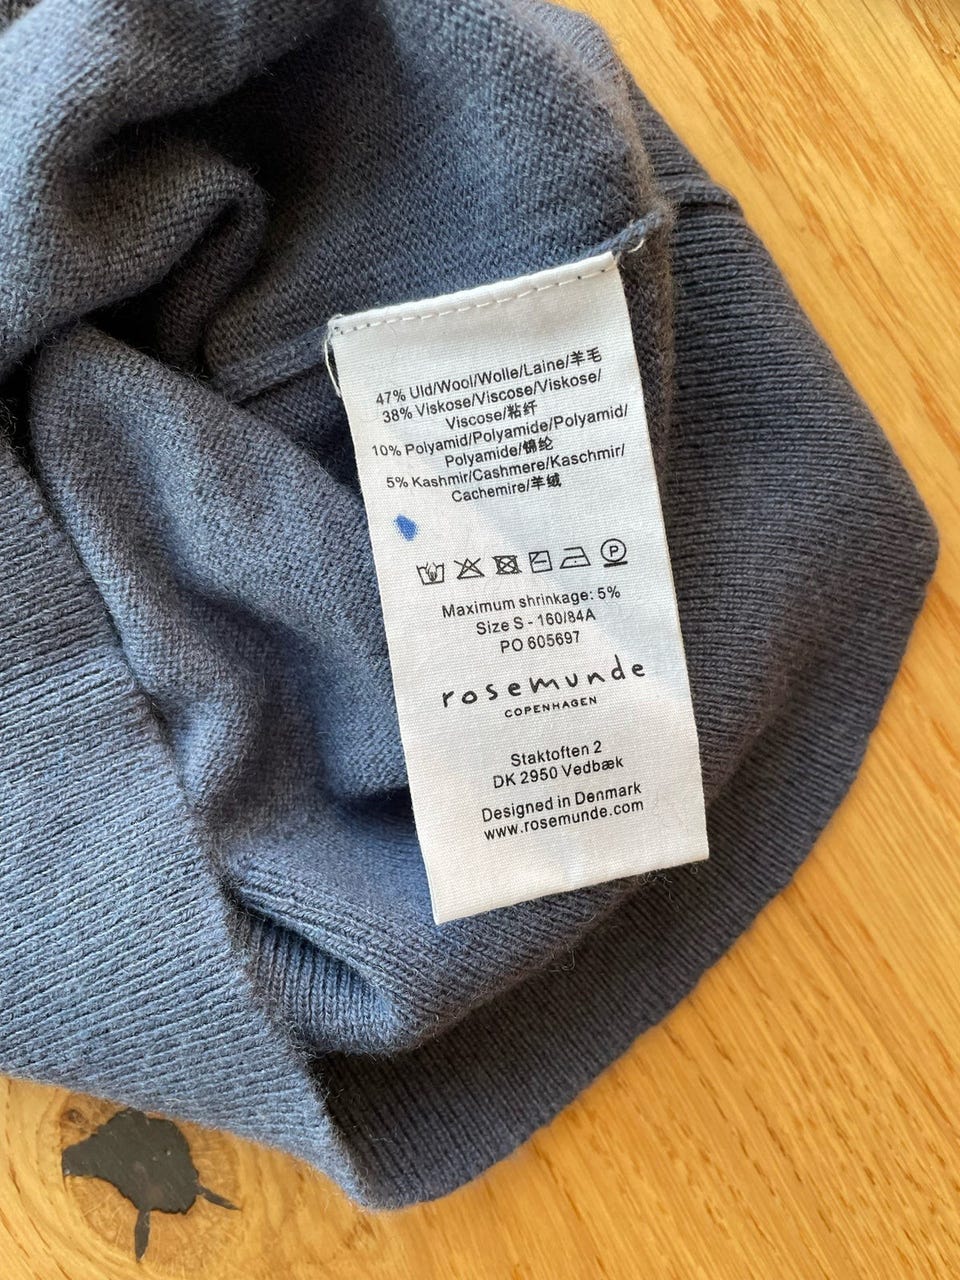 47% Uld/Wool/Wolle/Laine/羊毛
38% Viskose/Viscose/Viskose/
Viscose/粘纤
10% Polyamid/Polyamide/Polyamid/
Polyamide/锦纶
5% Kashmir/Cashmere/Kaschmir/
Cachemire/羊绒
P
Maximum shrinkage: 5%
Size S - 160/84A
PO 605697
rosemunde
COPENHAGEN
Staktoften 2
DK 2950 Vedbæk
Designed in Denmark
www.rosemunde.com